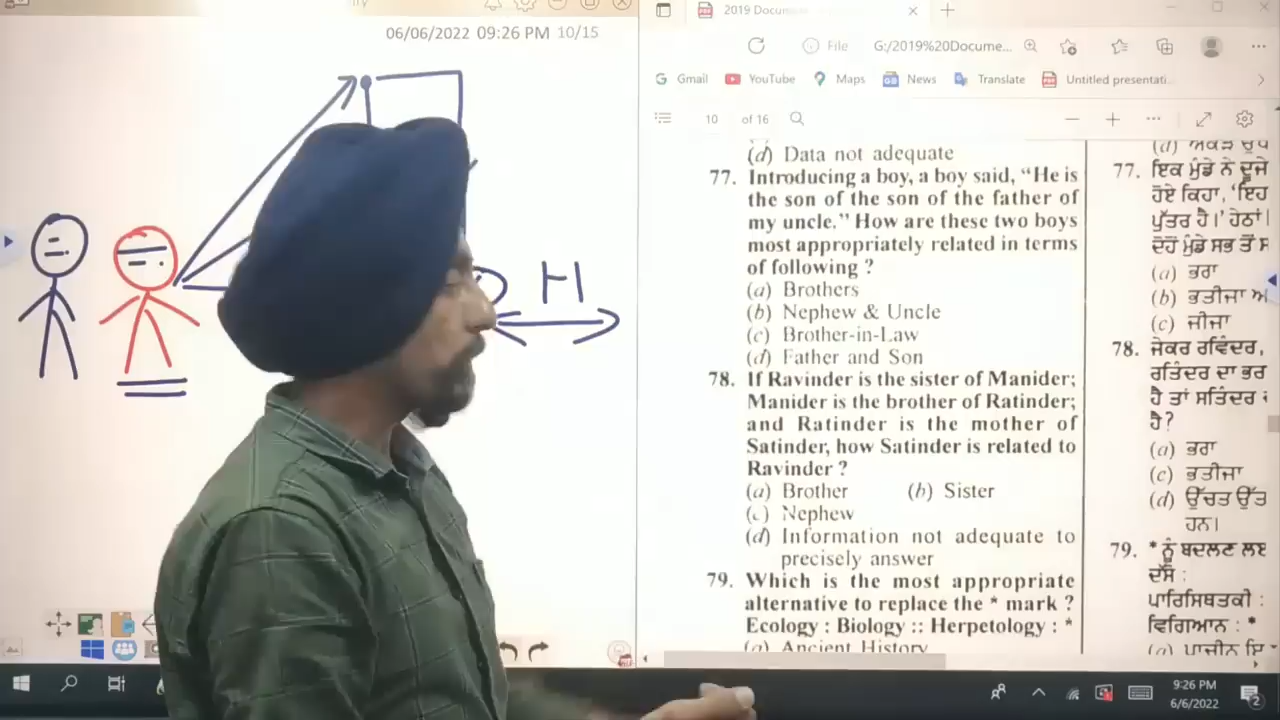 06/06/2022 09:26 PM 10/15
H
2019 Docum
File G:/2019%20Docume...
Gmail YouTube Maps News Translate Untitled presentati
10 of 16
(d) Data not adequate
77. Introducing a boy, a boy said, “He is
the son of the son of the father of
my uncle.” How are these two boys
most appropriately related in terms
of following ?
(a) Brothers
(b) Nephew & Uncle
(c) Brother-in-Law
(d) Father and Son
78. If Ravinder is the sister of Manider;
Manider is the brother of Ratinder;
and Ratinder is the mother of
Satinder, how Satinder is related to
Ravinder ?
(a) Brother (b) Sister
(c) Nephew
(d) Information not adequate to
precisely answer
79. Which is the most appropriate
alternative to replace the * mark ?
Ecology : Biology :: Herpetology : *
(a) Ancient History
77. ਇਕ ਮੁੰਡੇ ਨੇ ਦੂਜੇ
ਹੋਏ ਕਿਹਾ, ‘ਇਹ
ਪੁੱਤਰ ਹੈ।’ ਹੇਠਾਂ
ਦੋਹੋਂ ਮੁੰਡੇ ਸਭ ਤੋਂ ਸ
(a) ਭਰਾ
(b) ਭਤੀਜਾ ਅ
(c) ਜੀਜਾ
78. ਜੇਕਰ ਰਵਿੰਦਰ,
ਰਤਿੰਦਰ ਦਾ ਭਰ
ਹੈ ਤਾਂ ਸਤਿੰਦਰ
ਹੈ?
(a) ਭਰਾ
(c) ਭਤੀਜਾ
(d) ਉੱਚਤ ਉੱਤ
ਹਨ।
79. * ਨੂੰ ਬਦਲਣ ਲਈ
ਦੱਸੋ :
ਪਾਰਿਸਥਿਤਕੀ :
ਵਿਗਿਆਨ : *
(a) ਪਾਚੀਨ ਇ
9:26 PM
6/6/2022
2